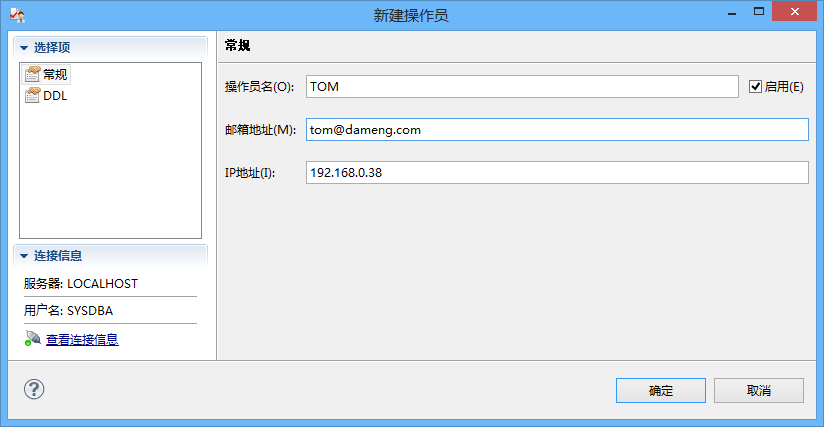 新建操作员
选择项
常规
DDL
连接信息
服务器: LOCALHOST
用户名: SYSDBA
查看连接信息
常规
操作员名(O): TOM 启用(E)
邮箱地址(M): tom@dameng.com
IP地址(I): 192.168.0.38
确定 取消